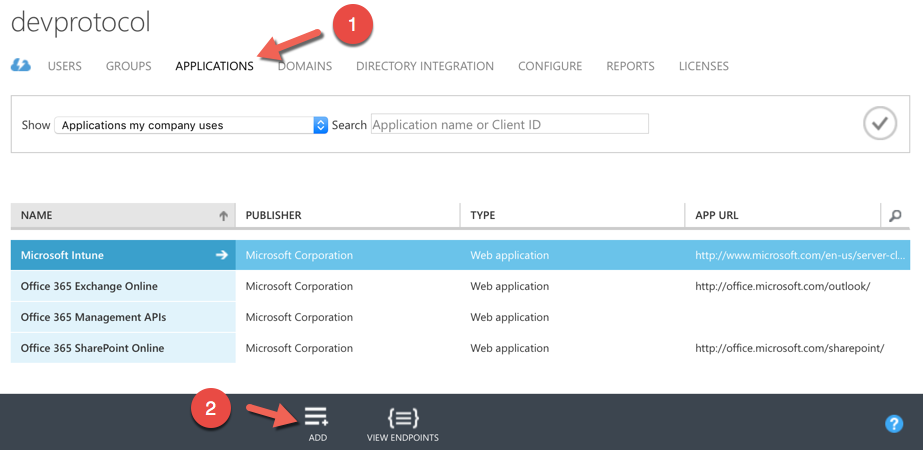 devprotocol
1
USERS GROUPS APPLICATIONS DOMAINS DIRECTORY INTEGRATION CONFIGURE REPORTS LICENSES
Show Applications my company uses Search Application name or Client ID
NAME PUBLISHER TYPE APP URL
Microsoft Intune Microsoft Corporation Web application http://www.microsoft.com/en-us/server-cl...
Office 365 Exchange Online Microsoft Corporation Web application http://office.microsoft.com/outlook/
Office 365 Management APIs Microsoft Corporation Web application
Office 365 SharePoint Online Microsoft Corporation Web application http://office.microsoft.com/sharepoint/
2
ADD VIEW ENDPOINTS ?